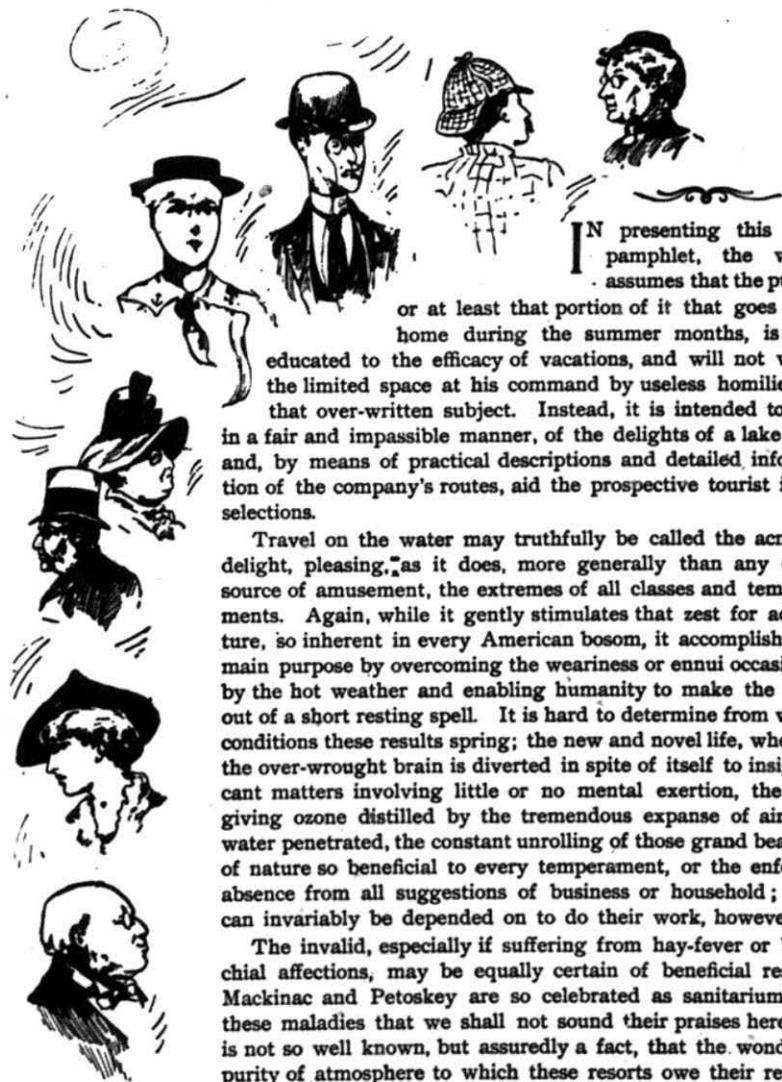 IN presenting this
pamphlet, the
assumes that the
or at least that portion of it that goes
home during the summer months, is
educated to the efficacy of vacations, and will not
the limited space at his command by useless
that over-written subject. Instead, it is intended to
in a fair and impassible manner, of the delights of a lake
and, by means of practical descriptions and detailed info
tion of the company's routes, aid the prospective tourist
selections.
Travel on the water may truthfully be called the
delight, pleasing, as it does, more generally than any
source of amusement, the extremes of all classes and tem
ments. Again, while it gently stimulates that zest for
ture, so inherent in every American bosom, it accomplish
main purpose by overcoming the weariness or ennui occasi
by the hot weather and enabling humanity to make the
out of a short resting spell. It is hard to determine from
conditions these results spring; the new and novel life,
the over-wrought brain is diverted in spite of itself to insi
cant matters involving little or no mental exertion, the
giving ozone distilled by the tremendous expanse of air
water penetrated, the constant unrolling of those grand
of nature so beneficial to every temperament, or the
absence from all suggestions of business or household;
can invariably be depended on to do their work,
The invalid, especially if suffering from hay-fever or
chial affections, may be equally certain of beneficial
Mackinac and Petoskey are so celebrated as sanitarium
these maladies that we shall not sound their praises here
is not so well known, but assuredly a fact, that the
purity of atmosphere to which these resorts owe their